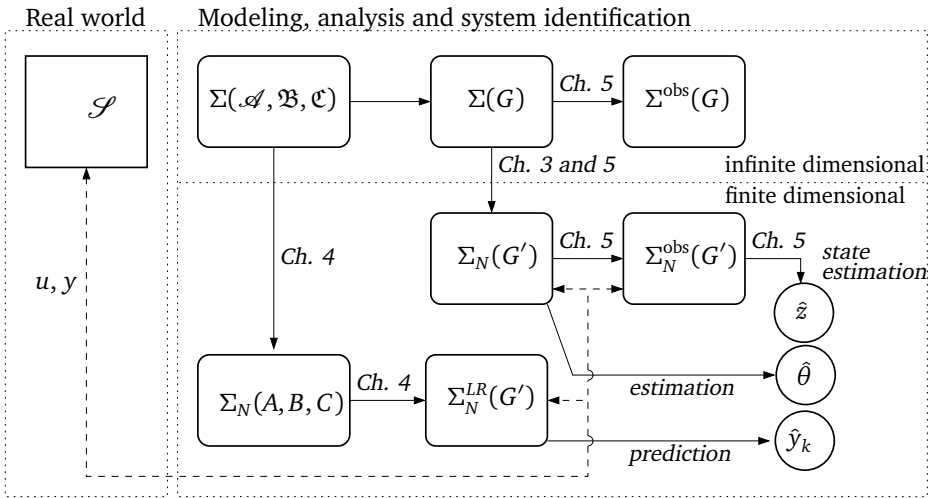 Real world
Modeling, analysis and system identification
𝒮
Σ(𝒜, 𝔅, ℭ)
Σ(G)
Ch. 5
Σ^obs(G)
Ch. 3 and 5
infinite dimensional
finite dimensional
Ch. 4
Σ_N(G′)
Ch. 5
Σ_N^obs(G′)
Ch. 5
state
estimation
u, y
ẑ
θ̂
estimation
Σ_N(A, B, C)
Ch. 4
Σ_N^LR(G′)
ŷ_k
prediction